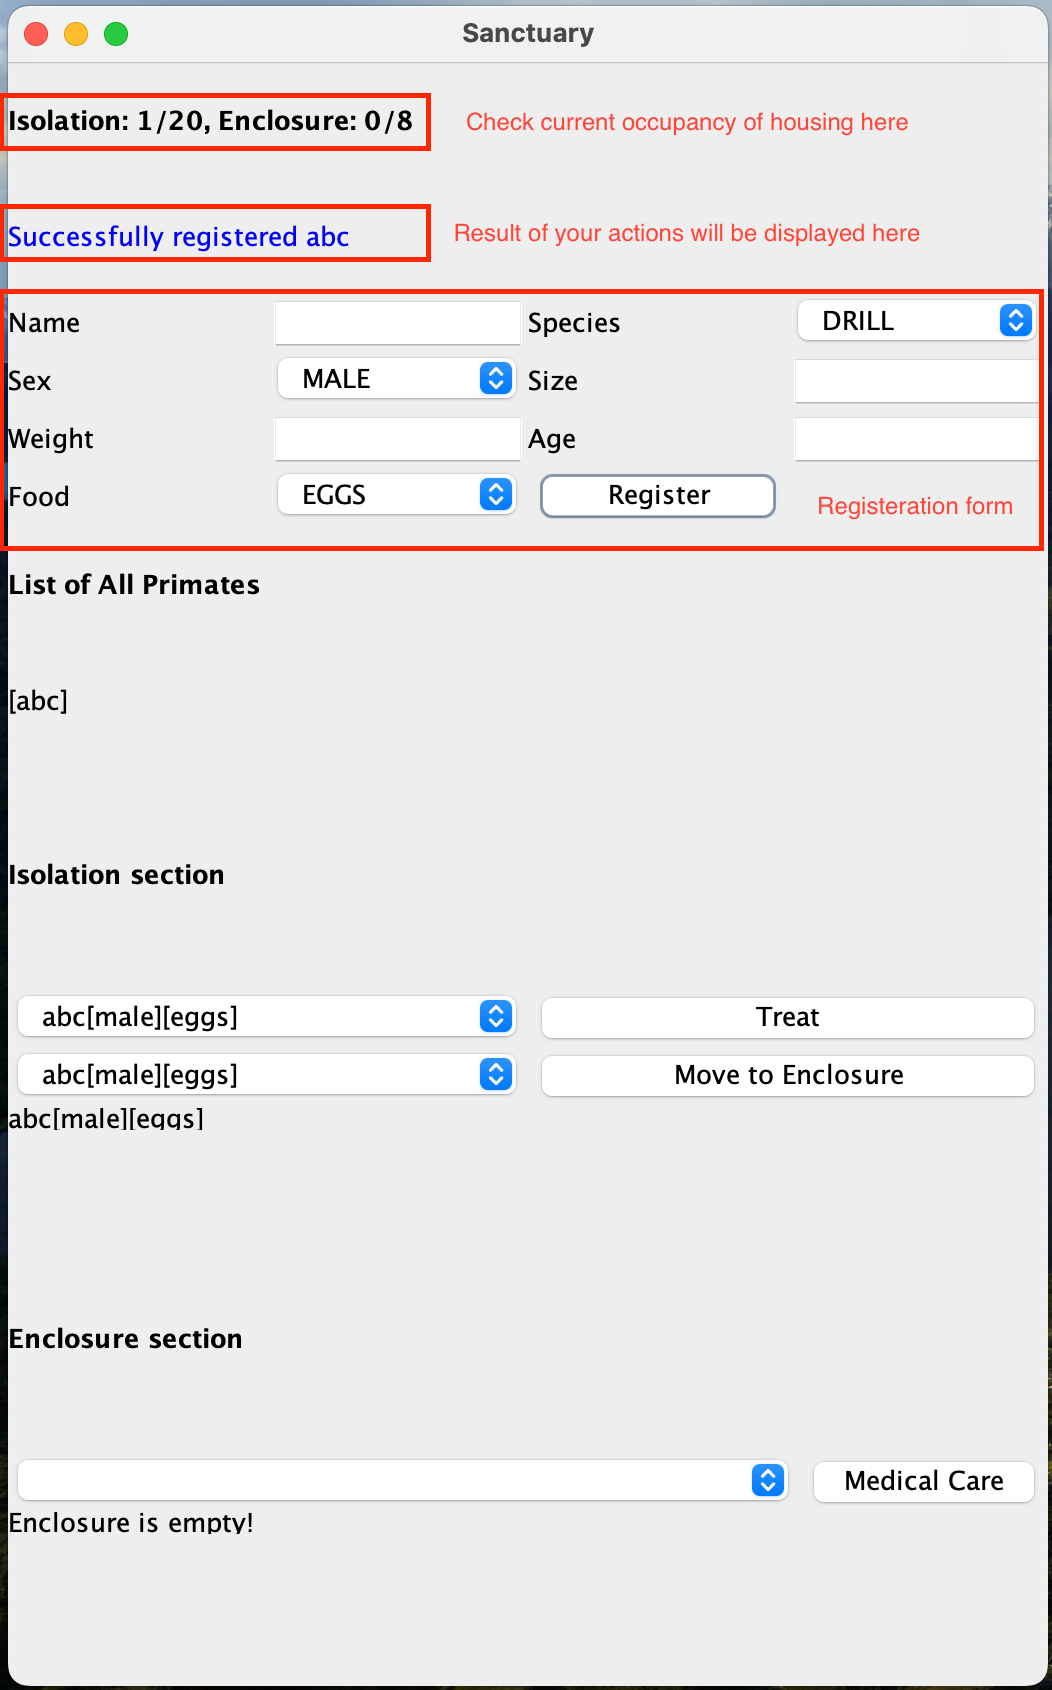 Sanctuary
Isolation: 1/20, Enclosure: 0/8
Check current occupancy of housing here
Successfully registered abc
Result of your actions will be displayed here
Name
Species
DRILL
Sex
MALE
Size
Weight
Age
Food
EGGS
Register
Registeration form
List of All Primates
[abc]
Isolation section
abc[male][eggs]
Treat
abc[male][eggs]
Move to Enclosure
abc[male][eggs]
Enclosure section
Medical Care
Enclosure is empty!